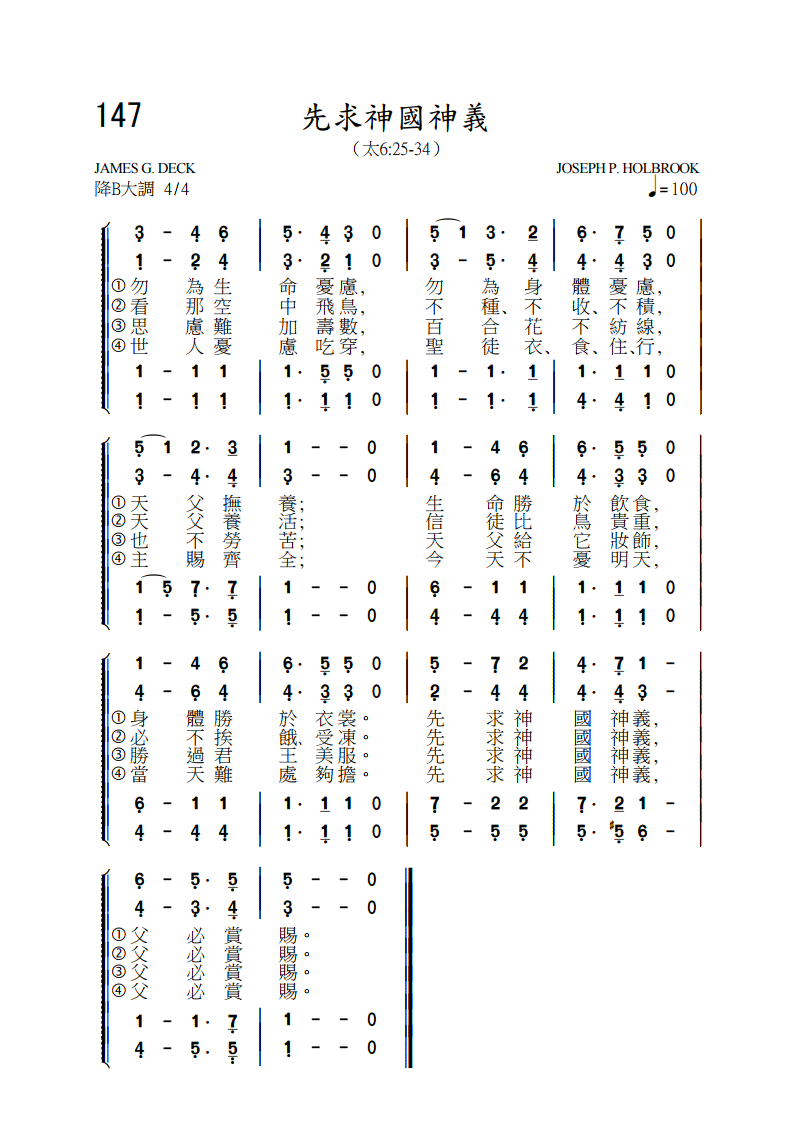 147
先求神國神義
（太6:25-34）
JAMES G. DECK
JOSEPH P. HOLBROOK
降B大調 4/4
♩=100
3 - 4 6 | 5· 4 3 0 | 5 1 3· 2 | 6· 7 5 0
1 - 2 4 | 3· 2 1 0 | 3 - 5· 4 | 4· 4 3 0
①勿 為生 命 憂慮, 勿 為 身 體 憂慮,
②看 那空 中 飛鳥, 不 種、不 收、不積,
③思 慮難 加 壽數, 百 合 花 不 紡線,
④世 人憂 慮 吃穿, 聖 徒 衣、食、住、行,
1 - 1 1 | 1· 5 5 0 | 1 - 1· 1 | 1· 1 1 0
1 - 1 1 | 1· 1 1 0 | 1 - 1· 1 | 4· 4 1 0
5 1 2· 3 | 1 - - 0 | 1 - 4 6 | 6· 5 5 0
3 - 4· 4 | 3 - - 0 | 4 - 6 4 | 4· 3 3 0
①天 父 撫 養; 生 命勝 於 飲食,
②天 父 養 活; 信 徒比 鳥 貴重,
③也 不 勞 苦; 天 父給 它 妝飾,
④主 賜 齊 全; 今 天不 憂 明天,
1 5 7· 7 | 1 - - 0 | 6 - 1 1 | 1· 1 1 0
1 - 5· 5 | 1 - - 0 | 4 - 4 4 | 1· 1 1 0
1 - 4 6 | 6· 5 5 0 | 5 - 7 2 | 4· 7 1 -
4 - 6 4 | 4· 3 3 0 | 2 - 4 4 | 4· 4 3 -
①身 體勝 於 衣裳。 先 求神 國 神義,
②必 不挨 餓、受凍。 先 求神 國 神義,
③勝 過君 王 美服。 先 求神 國 神義,
④當 天難 處 夠擔。 先 求神 國 神義,
6 - 1 1 | 1· 1 1 0 | 7 - 2 2 | 7· 2 1 -
4 - 4 4 | 1· 1 1 0 | 5 - 5 5 | 5· #5 6 -
6 - 5· 5 | 5 - - 0
4 - 3· 4 | 3 - - 0
①父 必 賞 賜。
②父 必 賞 賜。
③父 必 賞 賜。
④父 必 賞 賜。
1 - 1· 7 | 1 - - 0
4 - 5· 5 | 1 - - 0